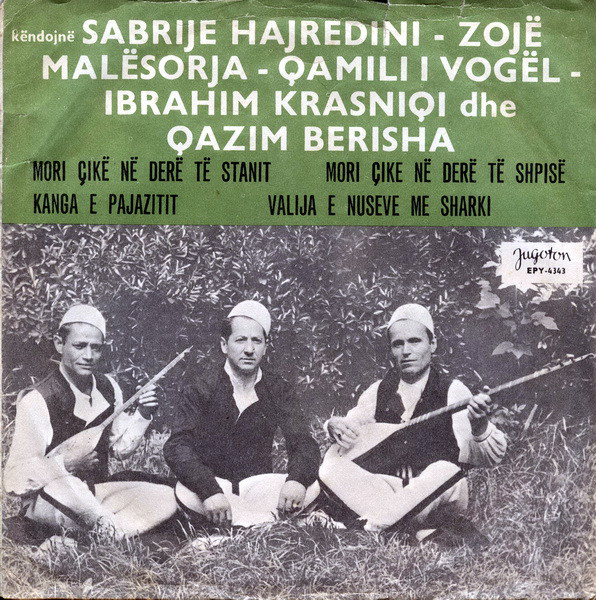 këndojnë SABRIJE HAJREDINI - ZOJË
MALËSORJA - QAMILI I VOGËL -
IBRAHIM KRASNIQI dhe
QAZIM BERISHA
MORI ÇIKË NË DERË TË STANIT MORI ÇIKE NË DERË TË SHPISË
KANGA E PAJAZITIT VALIJA E NUSEVE ME SHARKI
Jugoton
EPY-4343